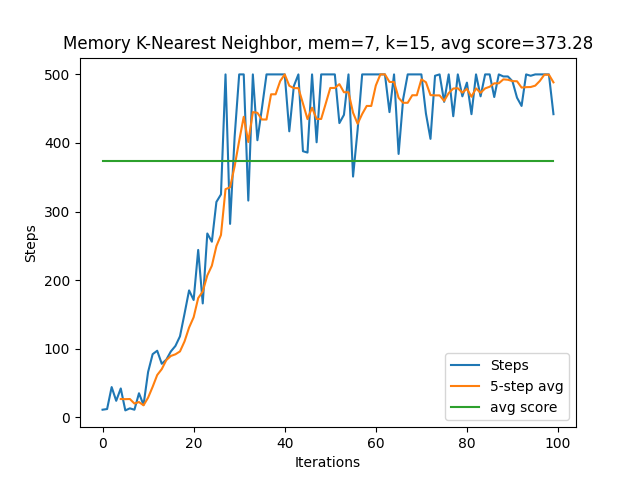 Memory K-Nearest Neighbor, mem=7, k=15, avg score=373.28
500
400
300
200
100
0
Steps
0 20 40 60 80 100
Iterations
Steps
5-step avg
avg score